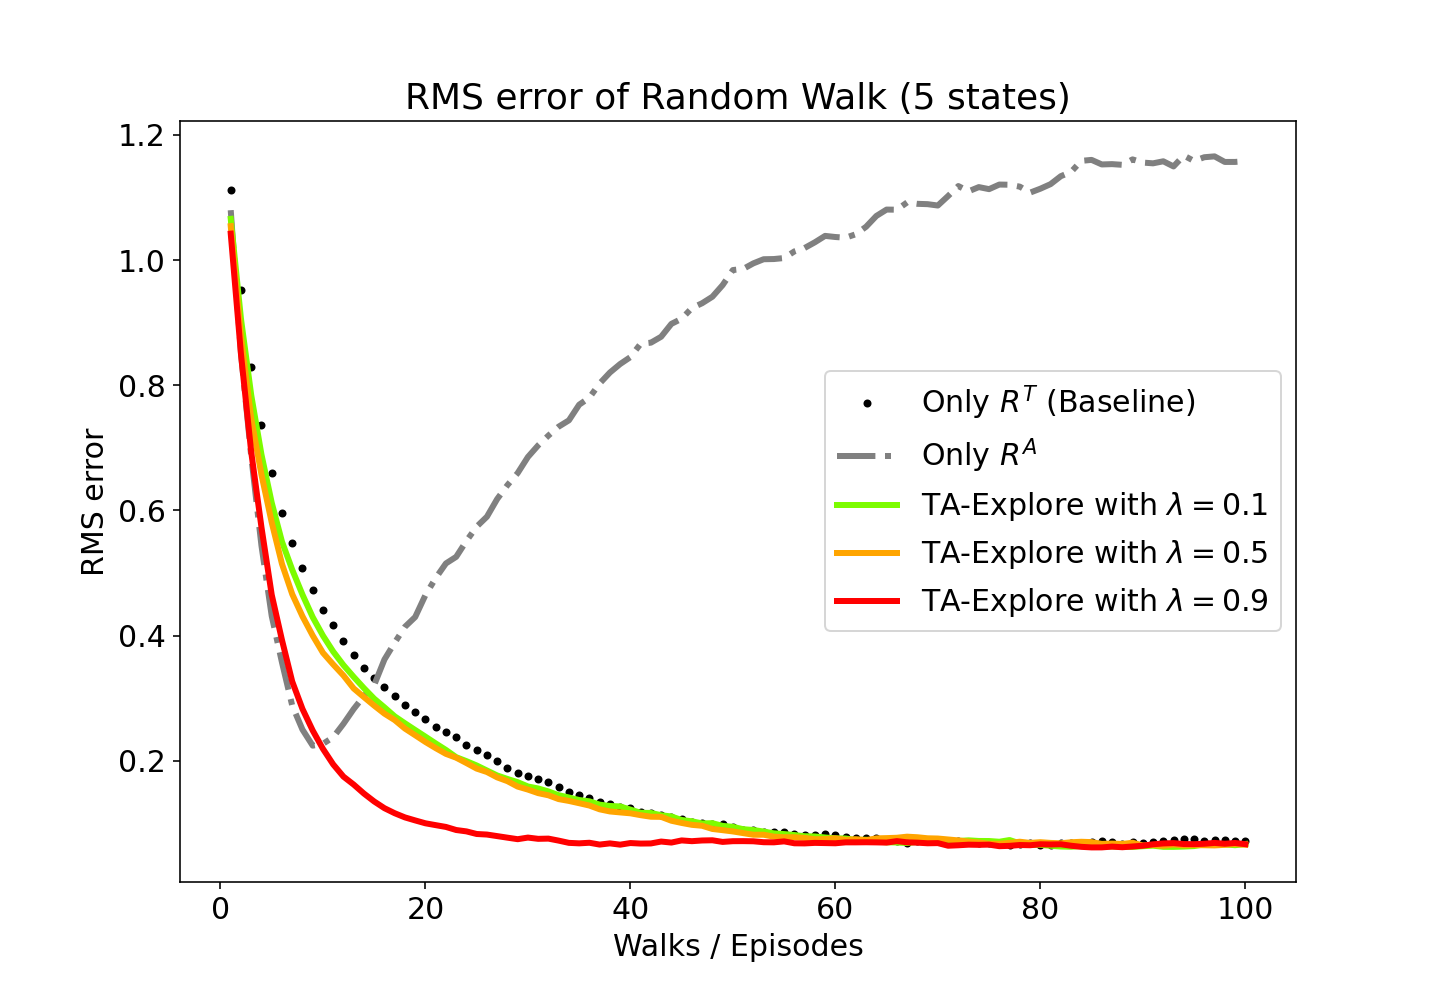 RMS error of Random Walk (5 states)
1.2
1.0
0.8
0.6
0.4
0.2
RMS error
Only R^T (Baseline)
Only R^A
TA-Explore with λ = 0.1
TA-Explore with λ = 0.5
TA-Explore with λ = 0.9
0 20 40 60 80 100
Walks / Episodes